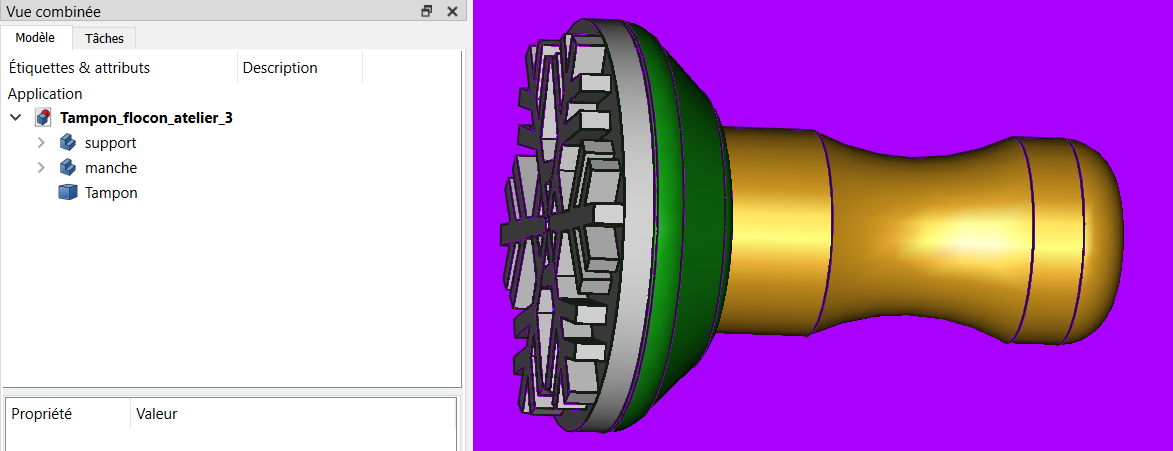 Vue combinée
Modèle Tâches
Étiquettes & attributs Description
Application
Tampon_flocon_atelier_3
support
manche
Tampon
Propriété Valeur